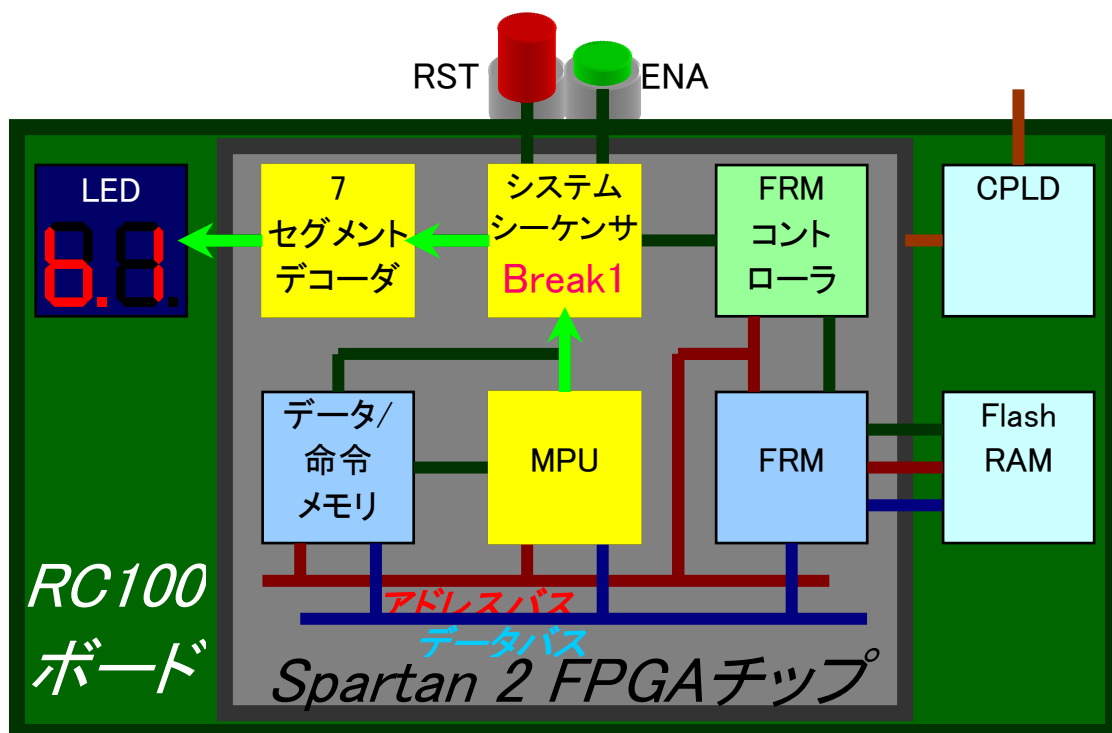 RST
ENA
LED
b.1
7
セグメント
デコーダ
システム
シーケンサ
Break1
FRM
コント
ローラ
CPLD
データ/
命令
メモリ
MPU
FRM
Flash
RAM
アドレスバス
データバス
RC100
ボード
Spartan 2 FPGAチップ